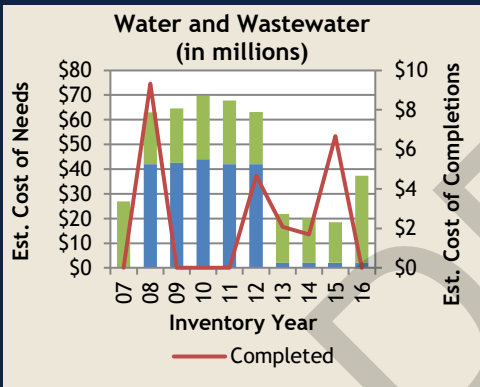 Water and Wastewater
(in millions)
Est. Cost of Needs
$80
$70
$60
$50
$40
$30
$20
$10
$0
$10
$8
$6
$4
$2
$0
Est. Cost of Completions
07 08 09 10 11 12 13 14 15 16
Inventory Year
Completed